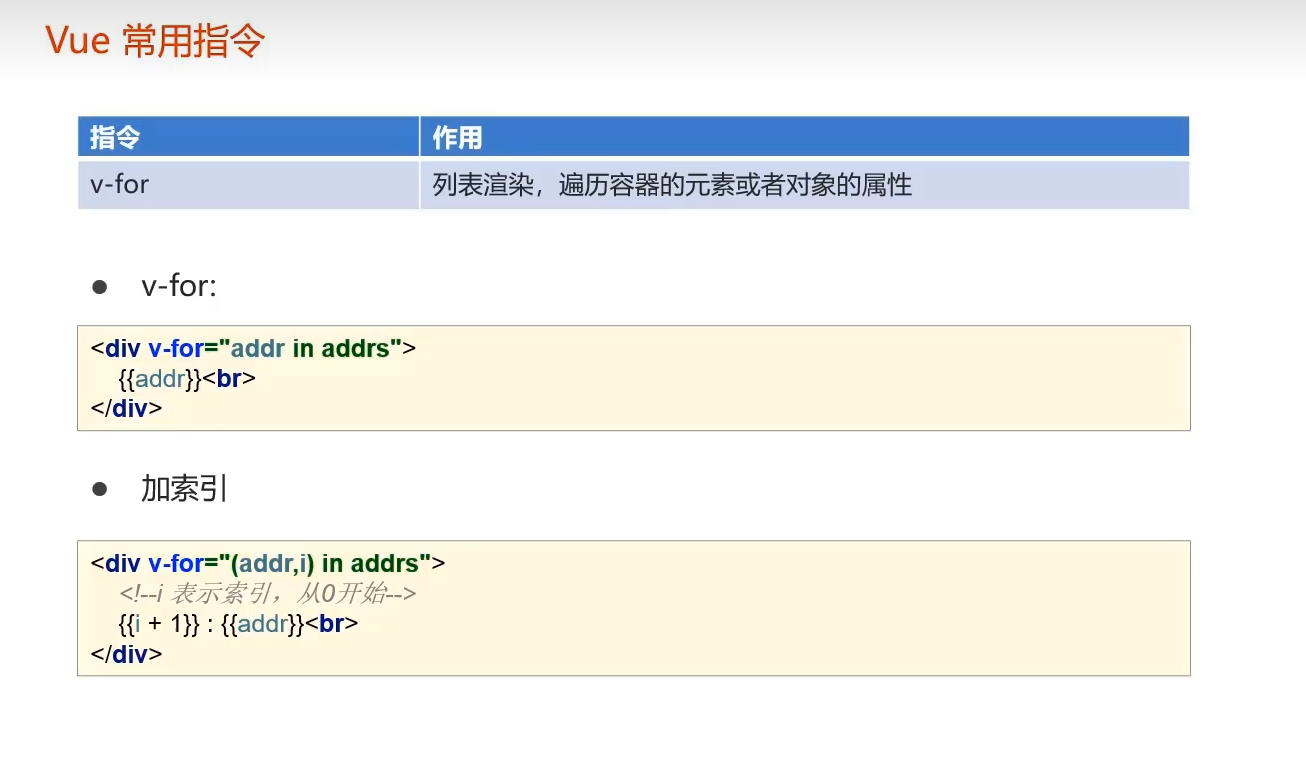 Vue 常用指令
指令 作用
v-for 列表渲染，遍历容器的元素或者对象的属性
● v-for:
<div v-for="addr in addrs">
{{addr}}<br>
</div>
● 加索引
<div v-for="(addr,i) in addrs">
<!--i 表示索引，从0开始-->
{{i + 1}} : {{addr}}<br>
</div>